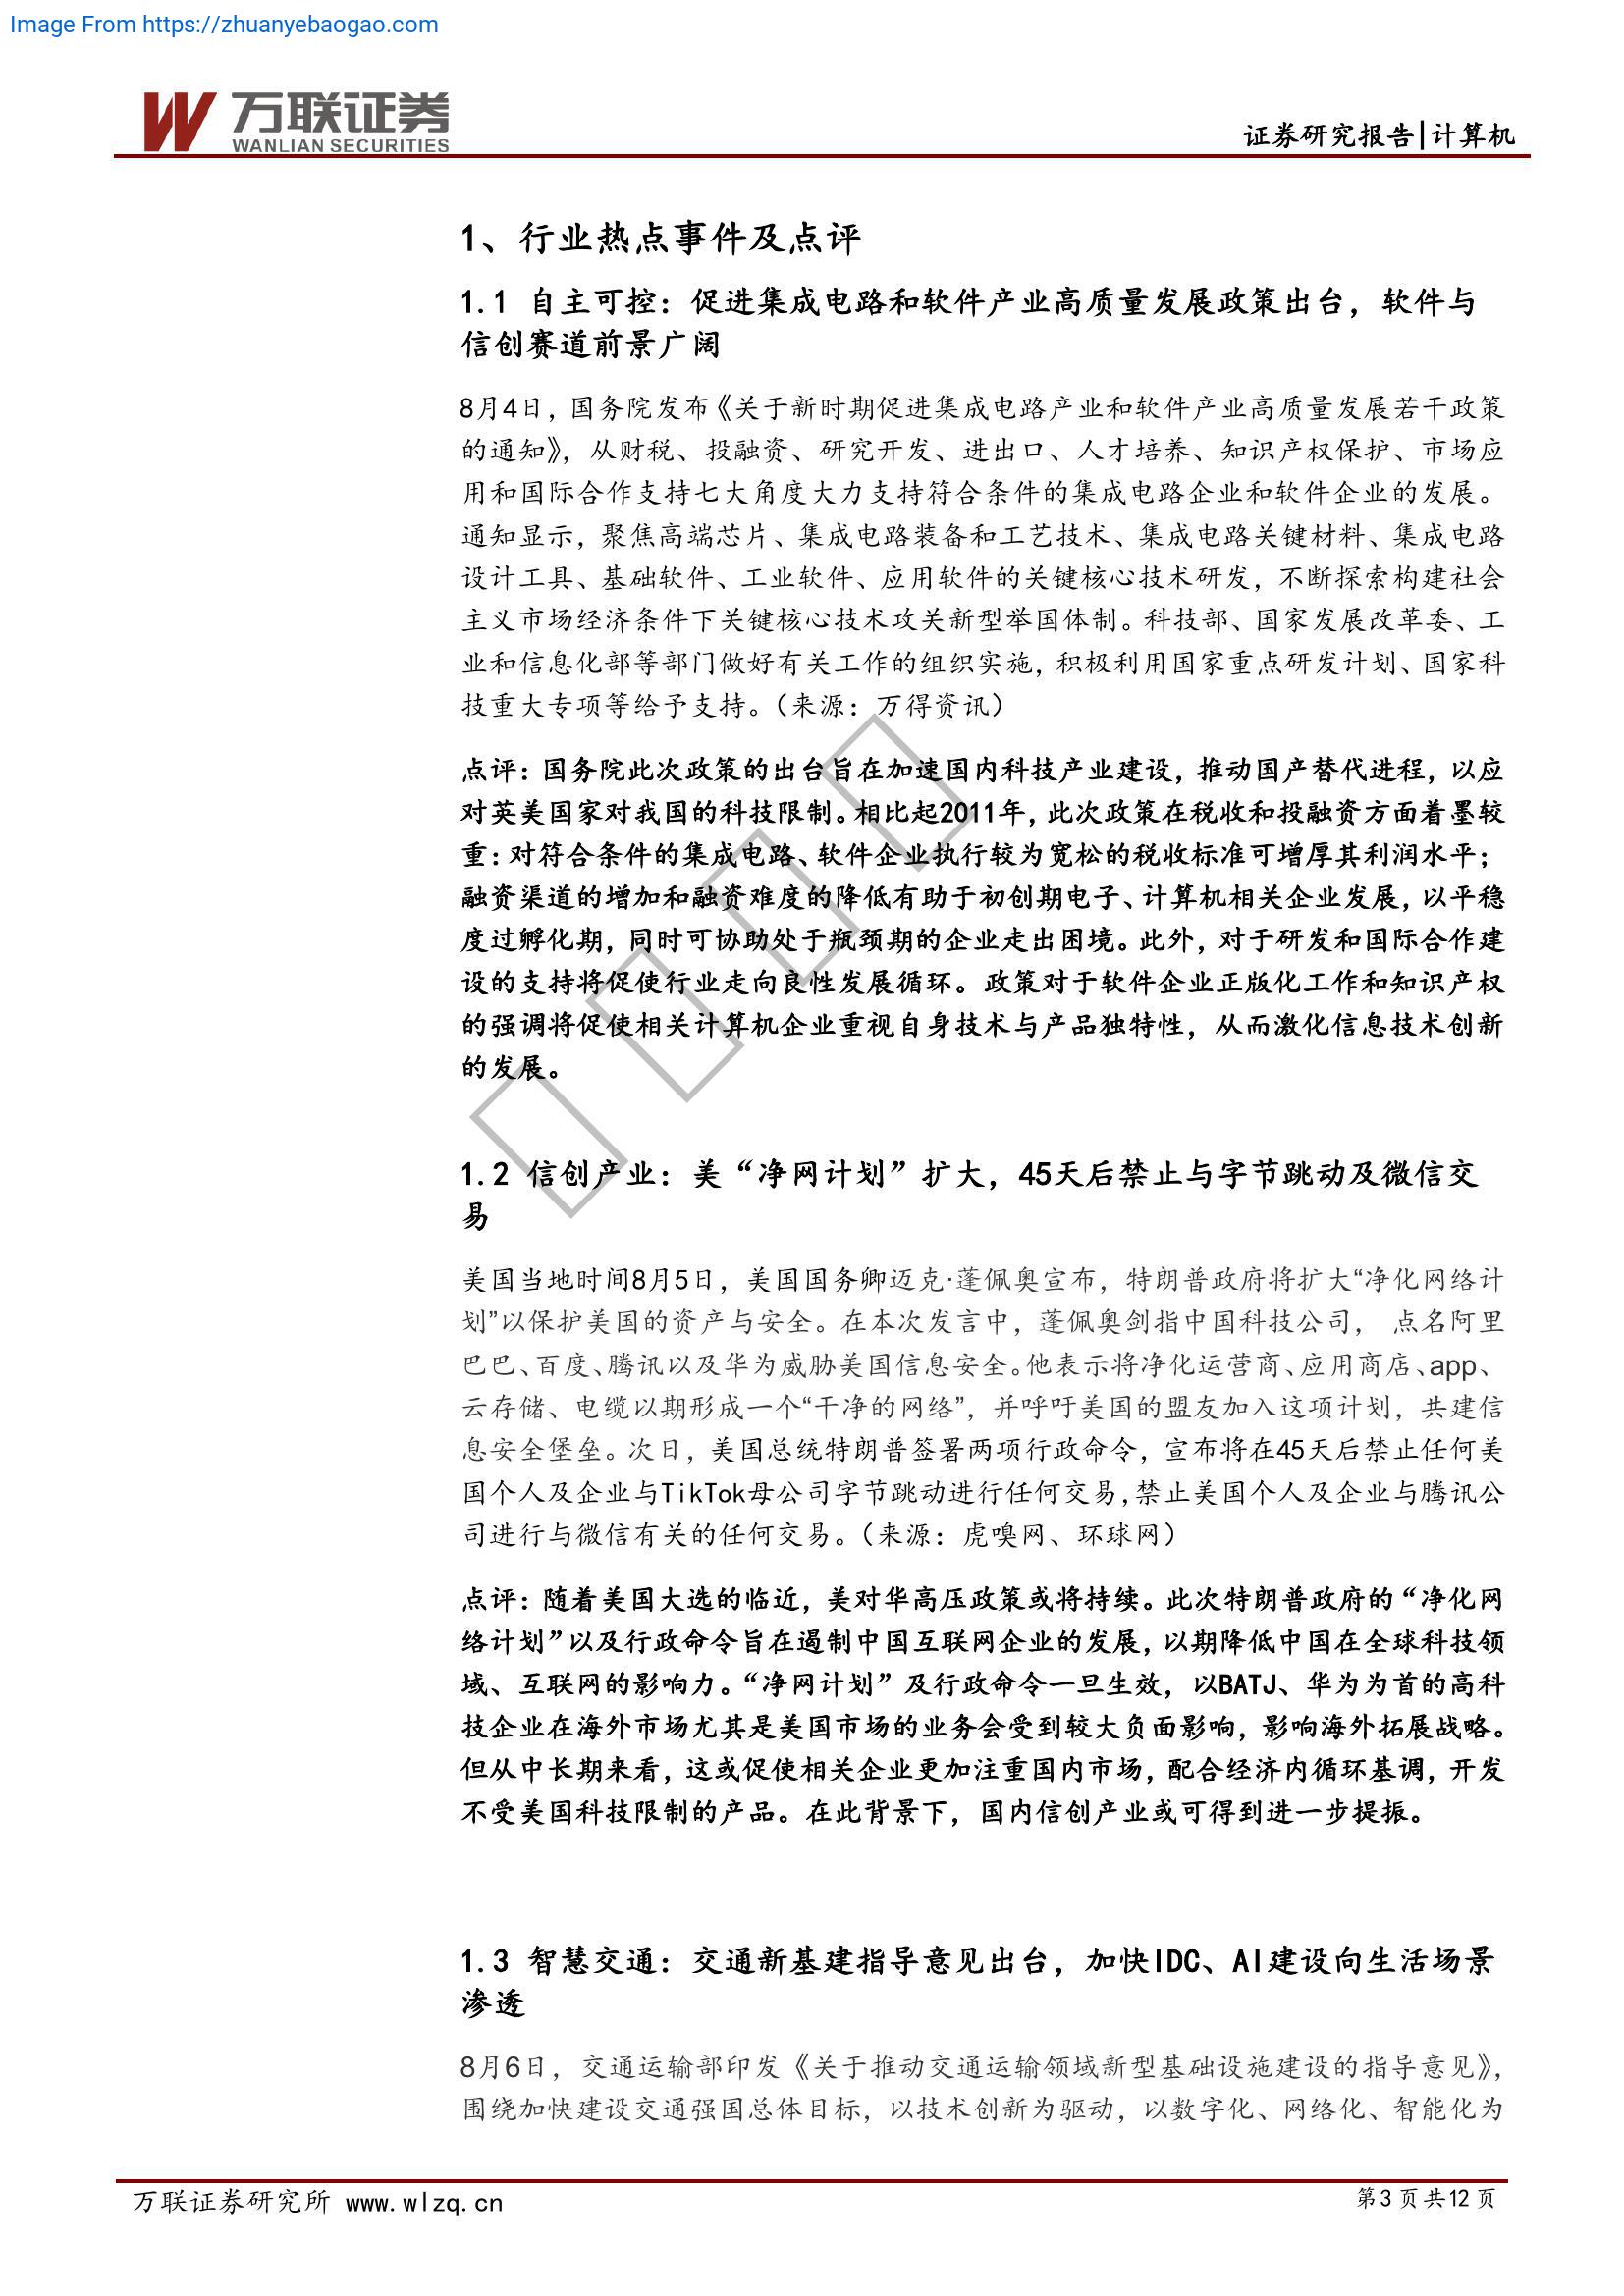 Image From https://zhuanyebaogao.com
万联证券
WANLIAN SECURITIES
证券研究报告|计算机
1、行业热点事件及点评
1.1 自主可控：促进集成电路和软件产业高质量发展政策出台，软件与
信创赛道前景广阔
8月4日，国务院发布《关于新时期促进集成电路产业和软件产业高质量发展若干政策
的通知》，从财税、投融资、研究开发、进出口、人才培养、知识产权保护、市场应
用和国际合作支持七大角度大力支持符合条件的集成电路企业和软件企业的发展。
通知显示，聚焦高端芯片、集成电路装备和工艺技术、集成电路关键材料、集成电路
设计工具、基础软件、工业软件、应用软件的关键核心技术研发，不断探索构建社会
主义市场经济条件下关键核心技术攻关新型举国体制。科技部、国家发展改革委、工
业和信息化部等部门做好有关工作的组织实施，积极利用国家重点研发计划、国家科
技重大专项等给予支持。（来源：万得资讯）
点评：国务院此次政策的出台旨在加速国内科技产业建设，推动国产替代进程，以应
对英美国家对我国的科技限制。相比起2011年，此次政策在税收和投融资方面着墨较
重：对符合条件的集成电路、软件企业执行较为宽松的税收标准可增厚其利润水平；
融资渠道的增加和融资难度的降低有助于初创期电子、计算机相关企业发展，以平稳
度过孵化期，同时可协助处于瓶颈期的企业走出困境。此外，对于研发和国际合作建
设的支持将促使行业走向良性发展循环。政策对于软件企业正版化工作和知识产权
的强调将促使相关计算机企业重视自身技术与产品独特性，从而激化信息技术创新
的发展。
1.2 信创产业：美“净网计划”扩大，45天后禁止与字节跳动及微信交
易
美国当地时间8月5日，美国国务卿迈克·蓬佩奥宣布，特朗普政府将扩大“净化网络计
划”以保护美国的资产与安全。在本次发言中，蓬佩奥剑指中国科技公司， 点名阿里
巴巴、百度、腾讯以及华为威胁美国信息安全。他表示将净化运营商、应用商店、app、
云存储、电缆以期形成一个“干净的网络”，并呼吁美国的盟友加入这项计划，共建信
息安全堡垒。次日，美国总统特朗普签署两项行政命令，宣布将在45天后禁止任何美
国个人及企业与TikTok母公司字节跳动进行任何交易,禁止美国个人及企业与腾讯公
司进行与微信有关的任何交易。（来源：虎嗅网、环球网）
点评：随着美国大选的临近，美对华高压政策或将持续。此次特朗普政府的“净化网
络计划”以及行政命令旨在遏制中国互联网企业的发展，以期降低中国在全球科技领
域、互联网的影响力。“净网计划”及行政命令一旦生效，以BATJ、华为为首的高科
技企业在海外市场尤其是美国市场的业务会受到较大负面影响，影响海外拓展战略。
但从中长期来看，这或促使相关企业更加注重国内市场，配合经济内循环基调，开发
不受美国科技限制的产品。在此背景下，国内信创产业或可得到进一步提振。
1.3 智慧交通：交通新基建指导意见出台，加快IDC、AI建设向生活场景
渗透
8月6日，交通运输部印发《关于推动交通运输领域新型基础设施建设的指导意见》，
围绕加快建设交通强国总体目标，以技术创新为驱动，以数字化、网络化、智能化为
万联证券研究所 www.wlzq.cn
第3页共12页